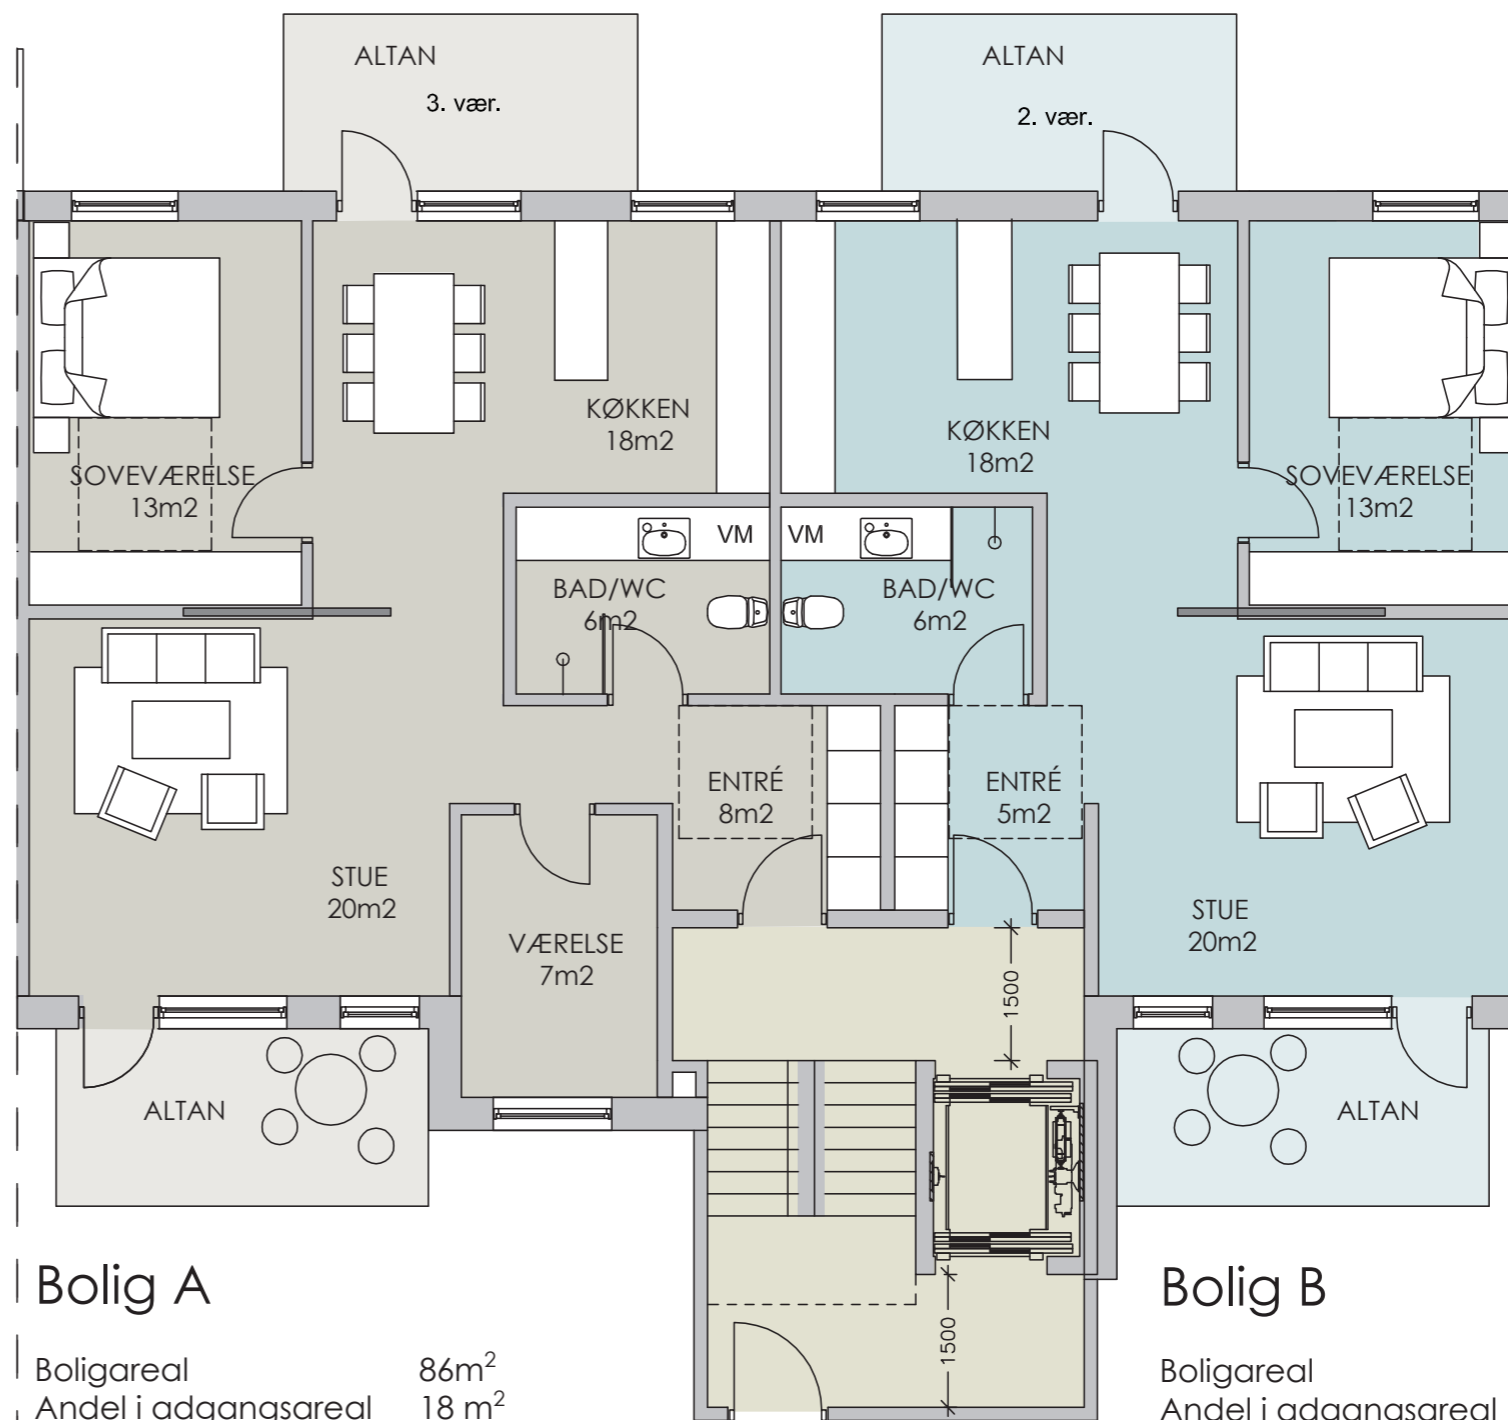 ALTAN
3. vær.
ALTAN
2. vær.
KØKKEN
18m2
KØKKEN
18m2
SOVEVÆRELSE
13m2
SOVEVÆRELSE
13m2
VM
VM
BAD/WC
6m2
BAD/WC
6m2
ENTRÉ
8m2
ENTRÉ
5m2
STUE
20m2
STUE
20m2
VÆRELSE
7m2
1500
ALTAN
ALTAN
Bolig A
Bolig B
1500
Boligareal 86m²
Andel i adgangsareal 18 m²
Boligareal
Andel i adgangsareal